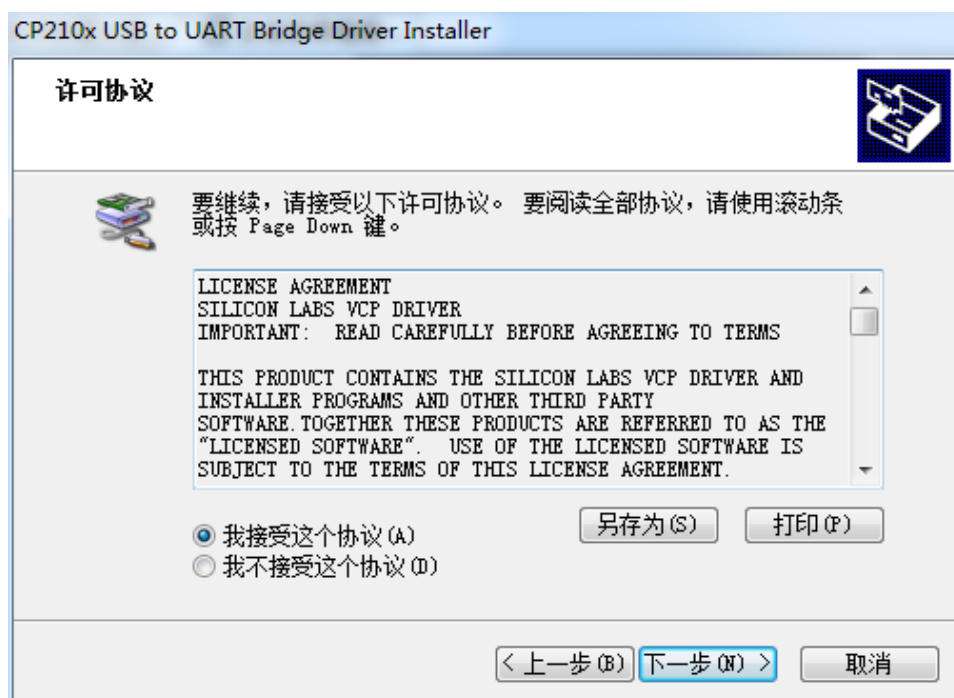 CP210x USB to UART Bridge Driver Installer
许可协议
要继续，请接受以下许可协议。 要阅读全部协议，请使用滚动条
或按 Page Down 键。
LICENSE AGREEMENT
SILICON LABS VCP DRIVER
IMPORTANT:  READ CAREFULLY BEFORE AGREEING TO TERMS
THIS PRODUCT CONTAINS THE SILICON LABS VCP DRIVER AND
INSTALLER PROGRAMS AND OTHER THIRD PARTY
SOFTWARE.TOGETHER THESE PRODUCTS ARE REFERRED TO AS THE
“LICENSED SOFTWARE”.  USE OF THE LICENSED SOFTWARE IS
SUBJECT TO THE TERMS OF THIS LICENSE AGREEMENT.
我接受这个协议(A)
另存为(S) 打印(P)
我不接受这个协议(D)
< 上一步(B) 下一步(N) > 取消